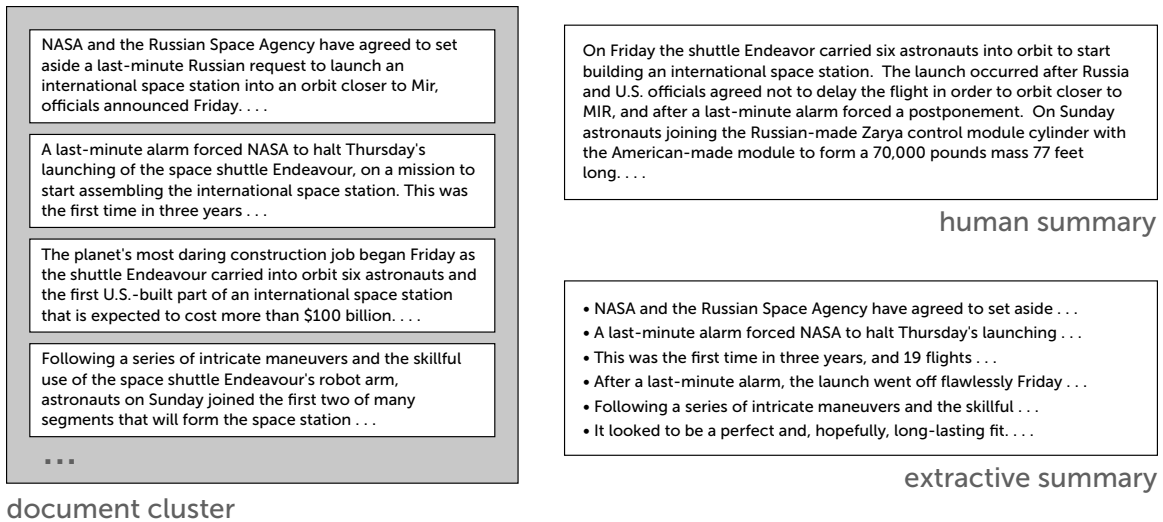 NASA and the Russian Space Agency have agreed to set
aside a last-minute Russian request to launch an
international space station into an orbit closer to Mir,
officials announced Friday. . . .
A last-minute alarm forced NASA to halt Thursday's
launching of the space shuttle Endeavour, on a mission to
start assembling the international space station. This was
the first time in three years . . .
The planet's most daring construction job began Friday as
the shuttle Endeavour carried into orbit six astronauts and
the first U.S.-built part of an international space station
that is expected to cost more than $100 billion. . . .
Following a series of intricate maneuvers and the skillful
use of the space shuttle Endeavour's robot arm,
astronauts on Sunday joined the first two of many
segments that will form the space station . . .
...
document cluster
On Friday the shuttle Endeavor carried six astronauts into orbit to start
building an international space station. The launch occurred after Russia
and U.S. officials agreed not to delay the flight in order to orbit closer to
MIR, and after a last-minute alarm forced a postponement. On Sunday
astronauts joining the Russian-made Zarya control module cylinder with
the American-made module to form a 70,000 pounds mass 77 feet
long. . . .
human summary
• NASA and the Russian Space Agency have agreed to set aside . . .
• A last-minute alarm forced NASA to halt Thursday's launching . . .
• This was the first time in three years, and 19 flights . . .
• After a last-minute alarm, the launch went off flawlessly Friday . . .
• Following a series of intricate maneuvers and the skillful . . .
• It looked to be a perfect and, hopefully, long-lasting fit. . . .
extractive summary